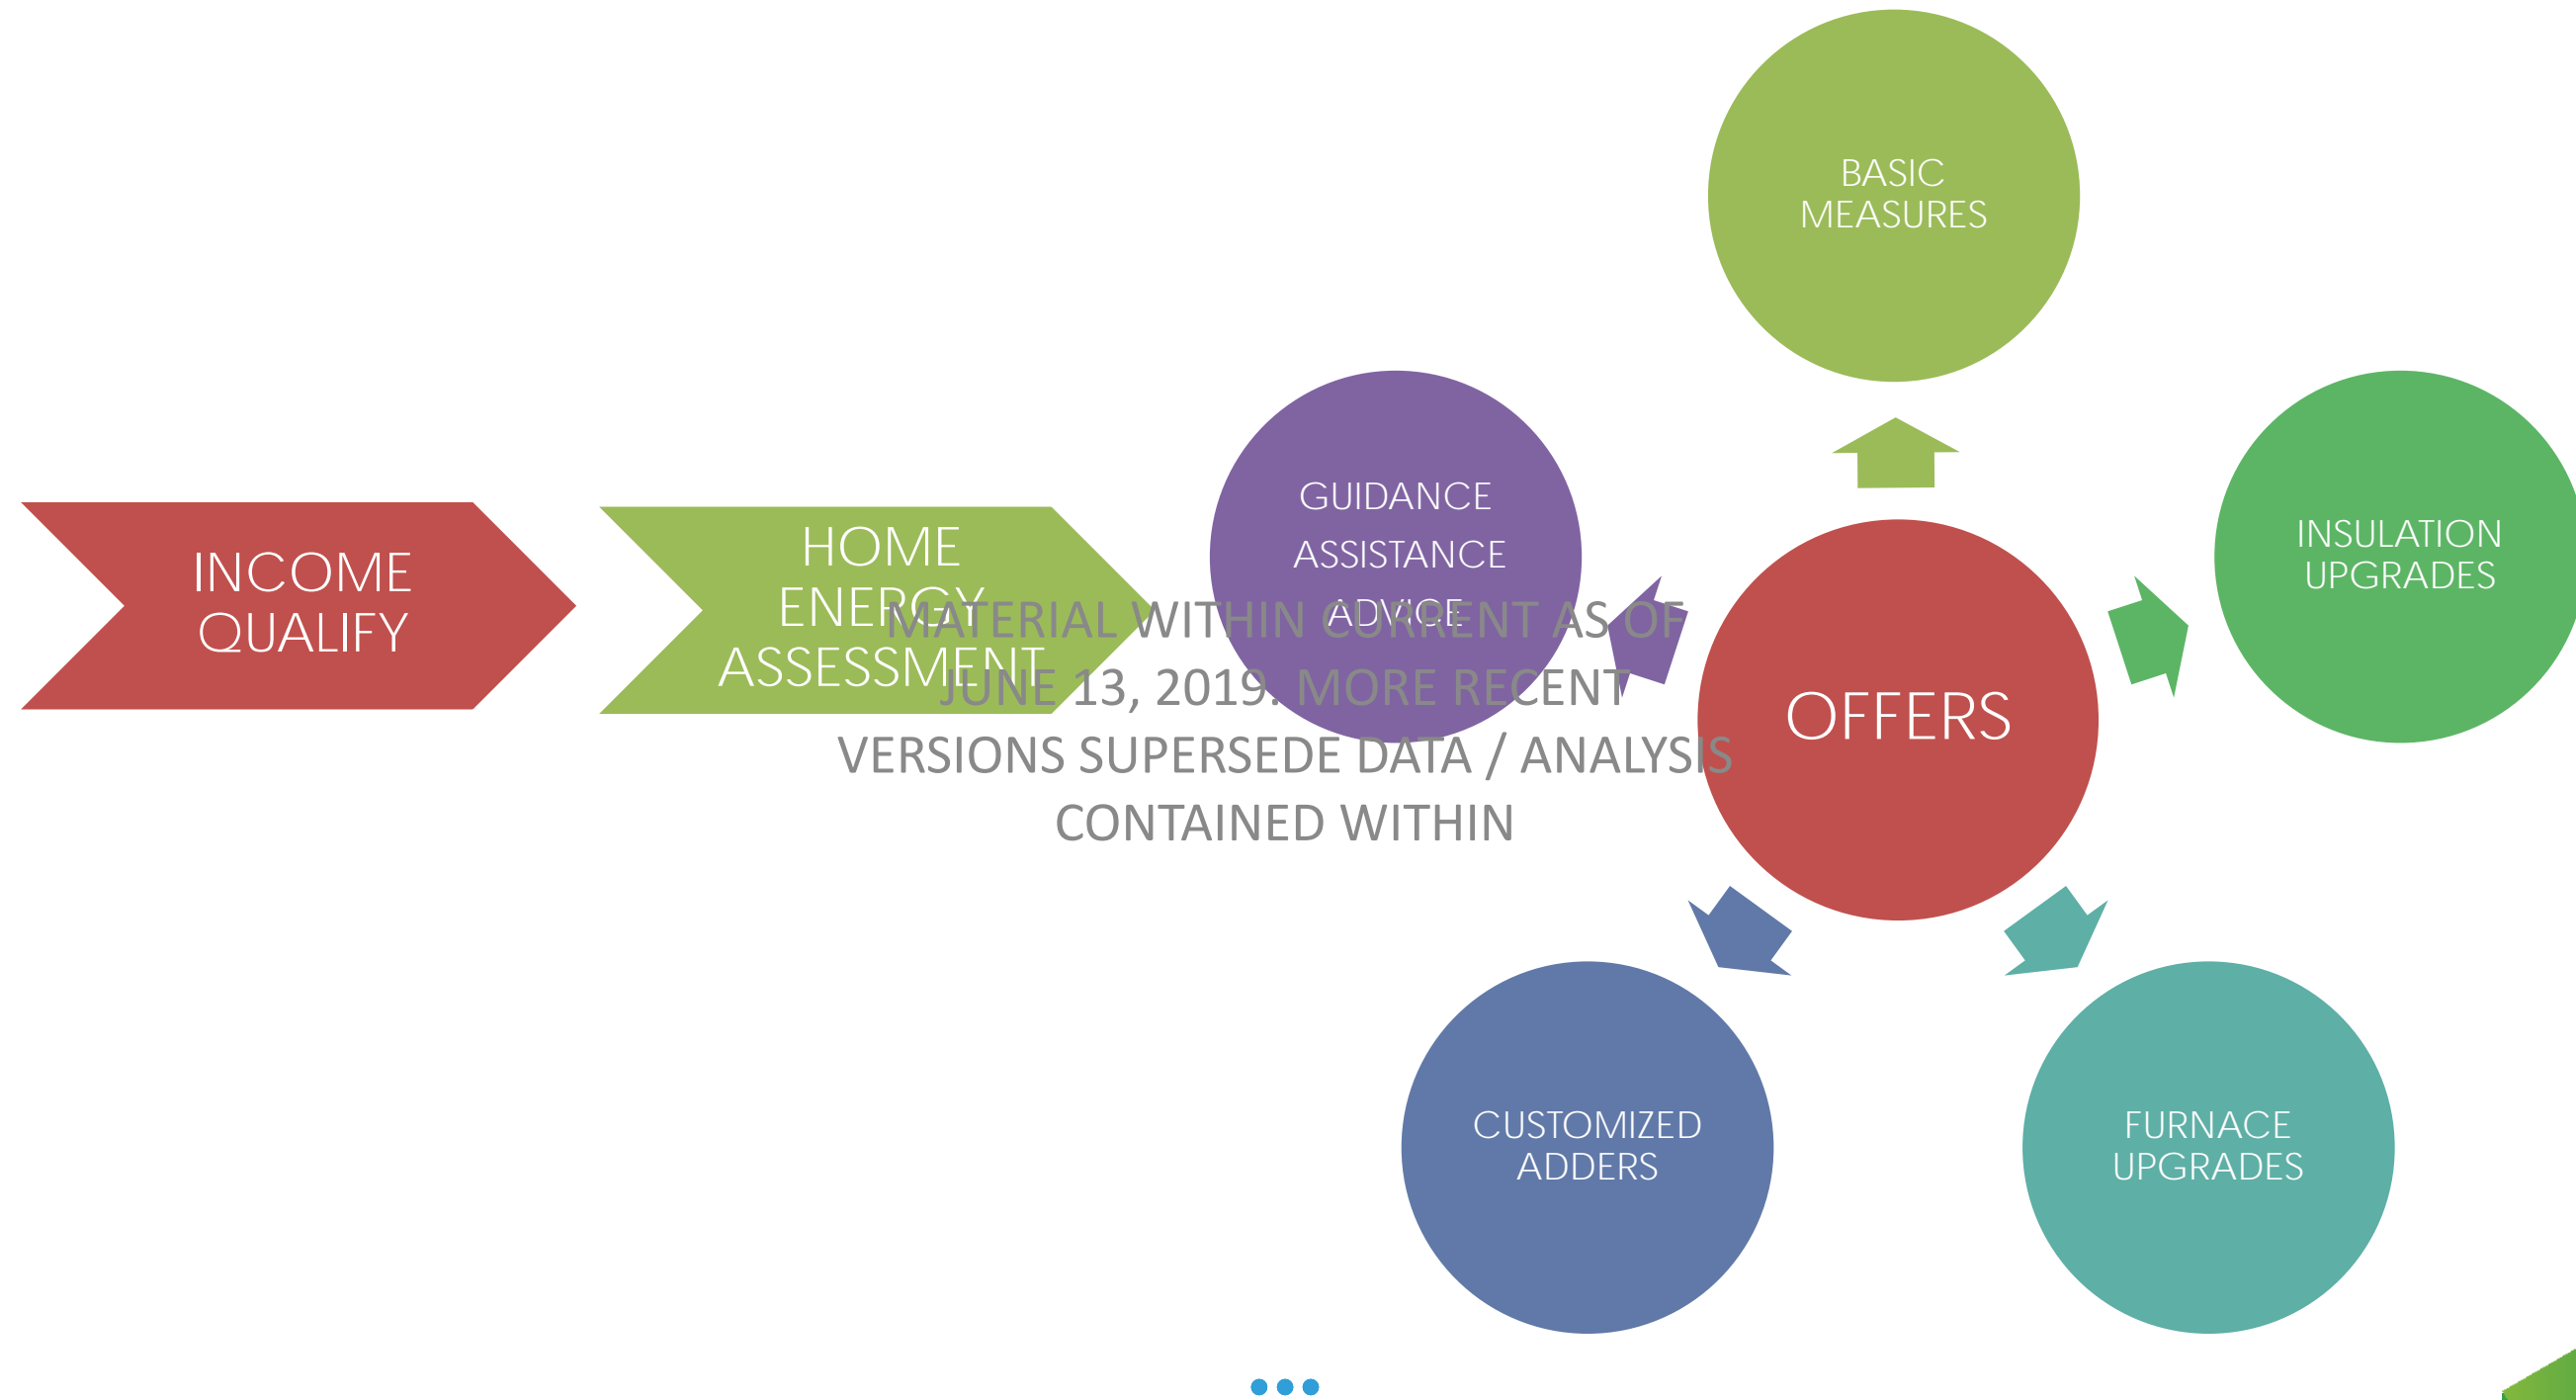 INCOME
QUALIFY
HOME
ENERGY
ASSESSMENT
GUIDANCE
ASSISTANCE
ADVICE
BASIC
MEASURES
INSULATION
UPGRADES
OFFERS
CUSTOMIZED
ADDERS
FURNACE
UPGRADES
MATERIAL WITHIN CURRENT AS OF
JUNE 13, 2019. MORE RECENT
VERSIONS SUPERSEDE DATA / ANALYSIS
CONTAINED WITHIN